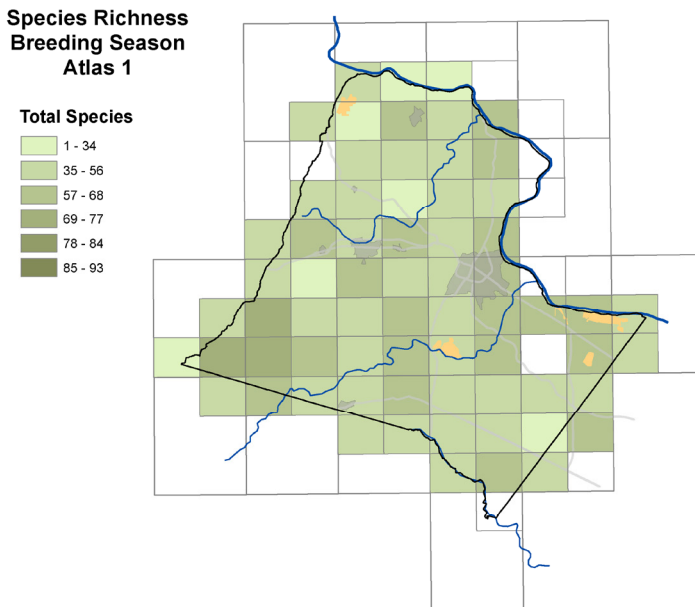 Species Richness
Breeding Season
Atlas 1
Total Species
1 - 34
35 - 56
57 - 68
69 - 77
78 - 84
85 - 93